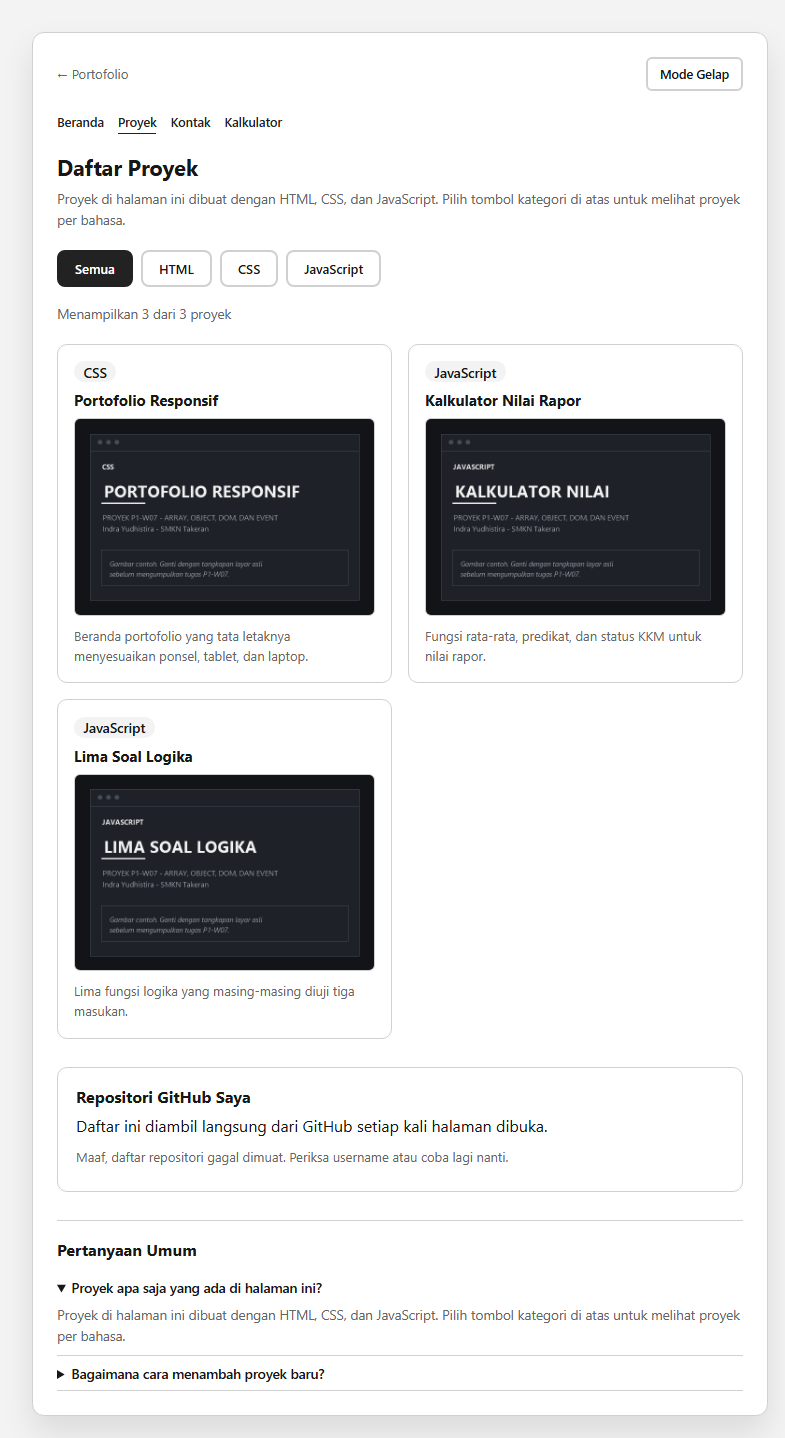 ← Portofolio
Mode Gelap
Beranda Proyek Kontak Kalkulator
Daftar Proyek
Proyek di halaman ini dibuat dengan HTML, CSS, dan JavaScript. Pilih tombol kategori di atas untuk melihat proyek
per bahasa.
Semua HTML CSS JavaScript
Menampilkan 3 dari 3 proyek
CSS
Portofolio Responsif
CSS
PORTOFOLIO RESPONSIF
PROYEK P1-W07 - ARRAY, OBJECT, DOM, DAN EVENT
Indra Yudhistira - SMKN Takeran
Gambar contoh. Ganti dengan tangkapan layar asli
sebelum mengumpulkan tugas P1-W07.
Beranda portofolio yang tata letaknya
menyesuaikan ponsel, tablet, dan laptop.
JavaScript
Kalkulator Nilai Rapor
JAVASCRIPT
KALKULATOR NILAI
PROYEK P1-W07 - ARRAY, OBJECT, DOM, DAN EVENT
Indra Yudhistira - SMKN Takeran
Gambar contoh. Ganti dengan tangkapan layar asli
sebelum mengumpulkan tugas P1-W07.
Fungsi rata-rata, predikat, dan status KKM untuk
nilai rapor.
JavaScript
Lima Soal Logika
JAVASCRIPT
LIMA SOAL LOGIKA
PROYEK P1-W07 - ARRAY, OBJECT, DOM, DAN EVENT
Indra Yudhistira - SMKN Takeran
Gambar contoh. Ganti dengan tangkapan layar asli
sebelum mengumpulkan tugas P1-W07.
Lima fungsi logika yang masing-masing diuji tiga
masukan.
Repositori GitHub Saya
Daftar ini diambil langsung dari GitHub setiap kali halaman dibuka.
Maaf, daftar repositori gagal dimuat. Periksa username atau coba lagi nanti.
Pertanyaan Umum
▼ Proyek apa saja yang ada di halaman ini?
Proyek di halaman ini dibuat dengan HTML, CSS, dan JavaScript. Pilih tombol kategori di atas untuk melihat proyek
per bahasa.
▶ Bagaimana cara menambah proyek baru?